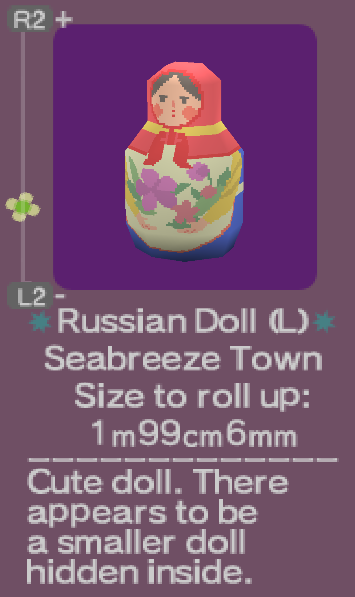 R2 +
L2 -
Russian Doll (L)
Seabreeze Town
Size to roll up:
1m99cm6mm
Cute doll. There
appears to be
a smaller doll
hidden inside.